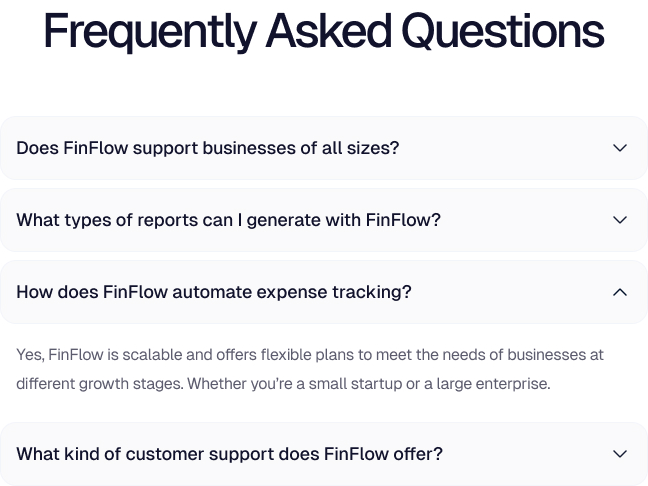 Frequently Asked Questions
Does FinFlow support businesses of all sizes?
What types of reports can I generate with FinFlow?
How does FinFlow automate expense tracking?
Yes, FinFlow is scalable and offers flexible plans to meet the needs of businesses at
different growth stages. Whether you're a small startup or a large enterprise.
What kind of customer support does FinFlow offer?